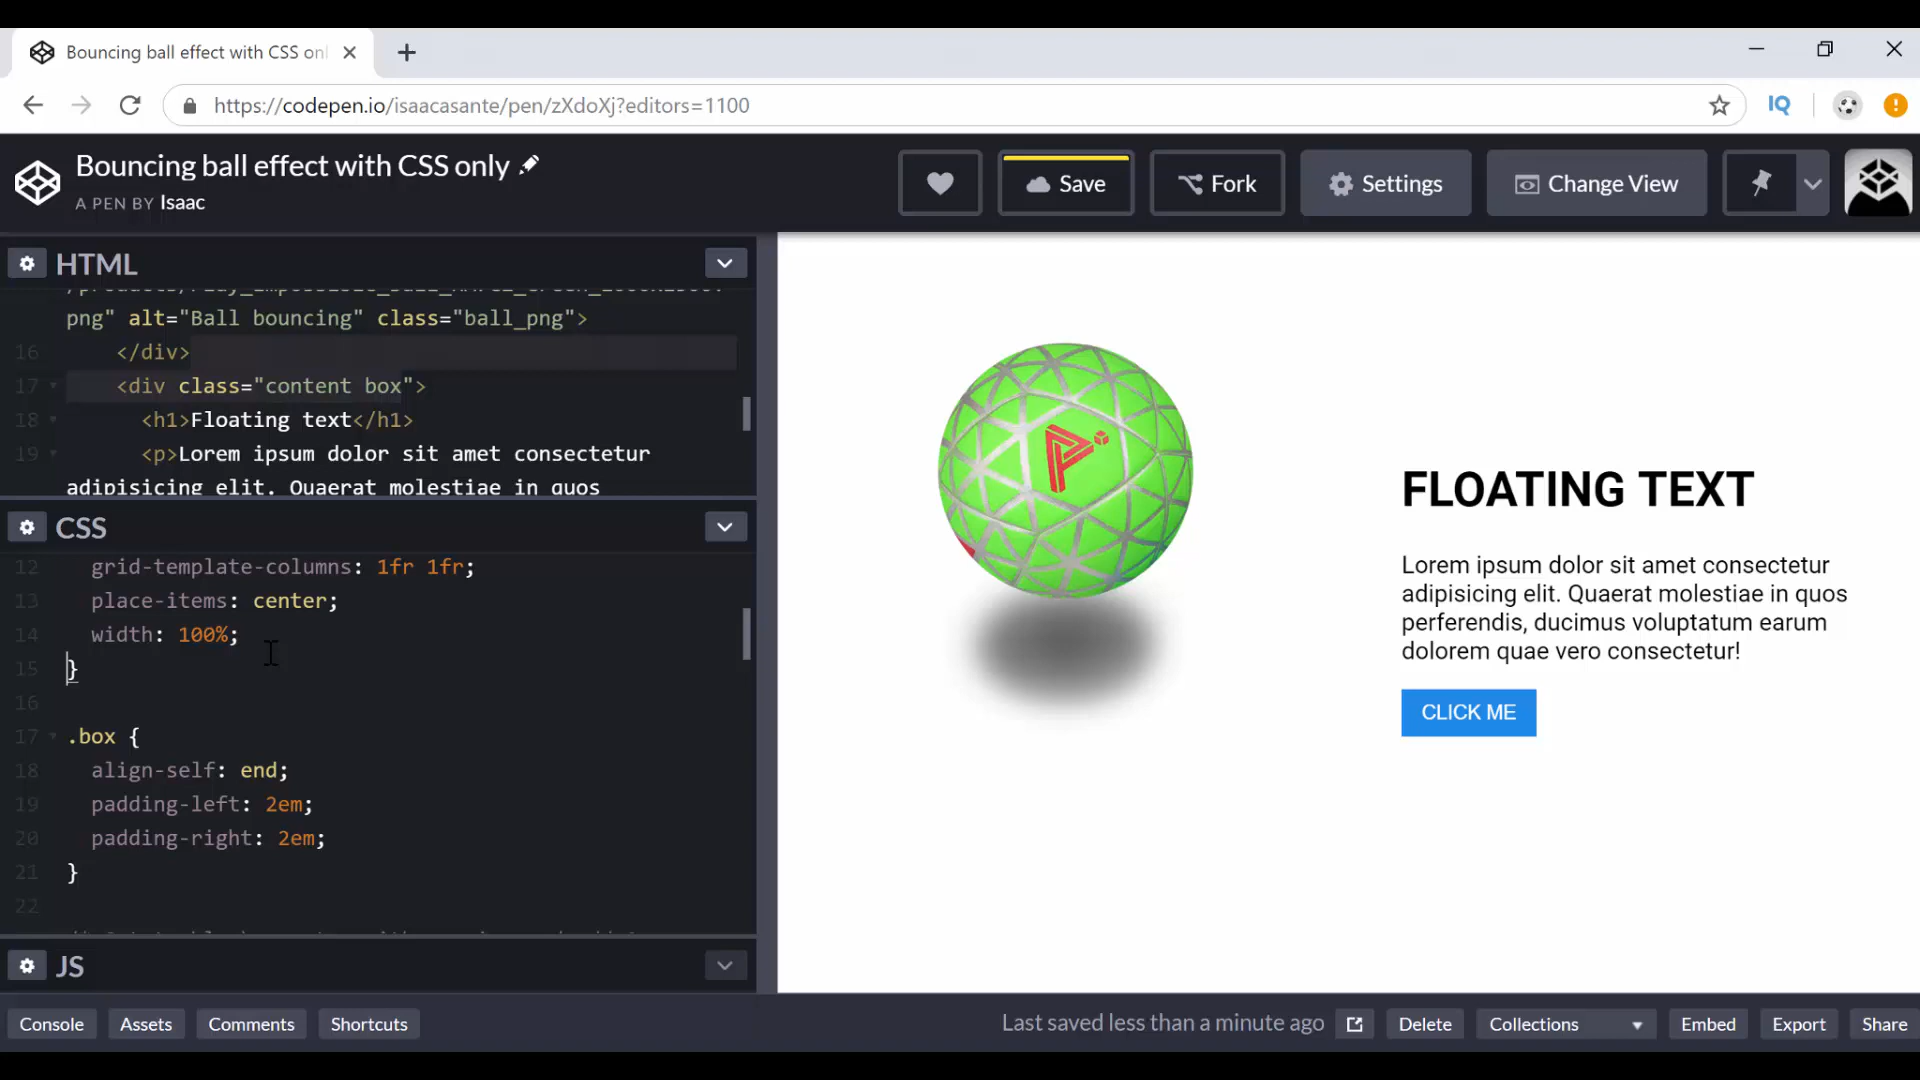 Bouncing ball effect with CSS onl
https://codepen.io/isaacasante/pen/zXdoXj?editors=1100
IQ
Bouncing ball effect with CSS only
A PEN BY Isaac
Save
Fork
Settings
Change View
HTML
png" alt="Ball bouncing" class="ball_png">
16 </div>
17 <div class="content box">
18 <h1>Floating text</h1>
19 <p>Lorem ipsum dolor sit amet consectetur
adipisicing elit. Quaerat molestiae in quos
CSS
12 grid-template-columns: 1fr 1fr;
13 place-items: center;
14 width: 100%;
15 }
16
17 .box {
18 align-self: end;
19 padding-left: 2em;
20 padding-right: 2em;
21 }
22
JS
FLOATING TEXT
Lorem ipsum dolor sit amet consectetur
adipisicing elit. Quaerat molestiae in quos
perferendis, ducimus voluptatum earum
dolorem quae vero consectetur!
CLICK ME
Console
Assets
Comments
Shortcuts
Last saved less than a minute ago
Delete
Collections
Embed
Export
Share